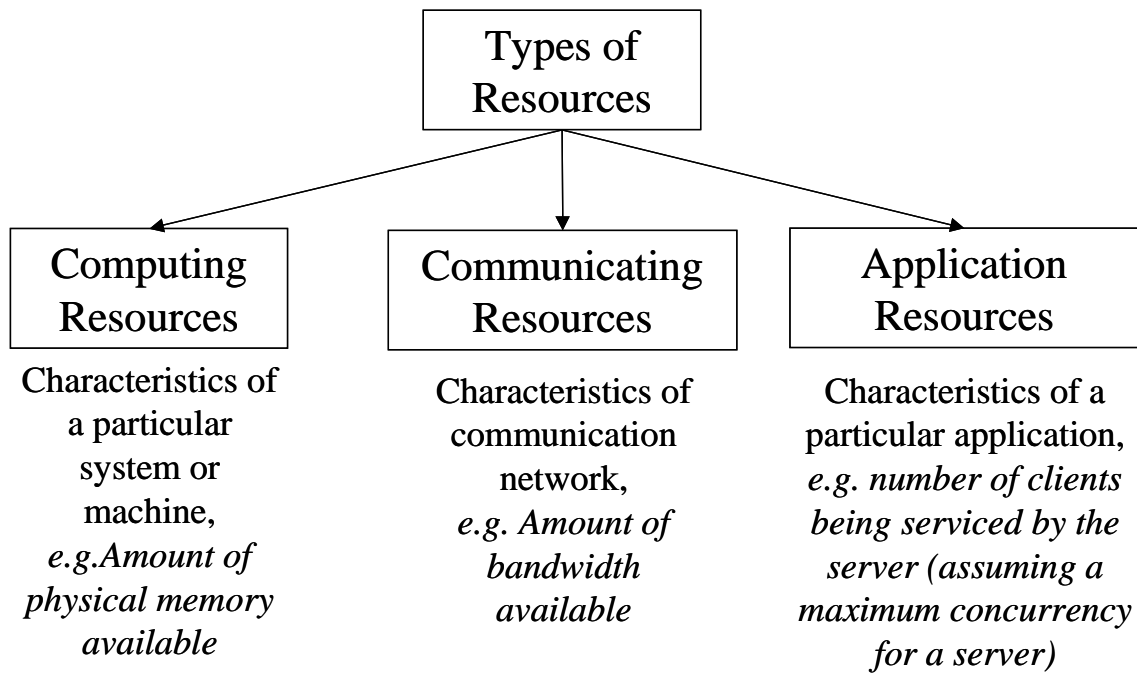 Types of
Resources
Computing
Resources
Characteristics of
a particular
system or
machine,
e.g.Amount of
physical memory
available
Communicating
Resources
Characteristics of
communication
network,
e.g. Amount of
bandwidth
available
Application
Resources
Characteristics of a
particular application,
e.g. number of clients
being serviced by the
server (assuming a
maximum concurrency
for a server)